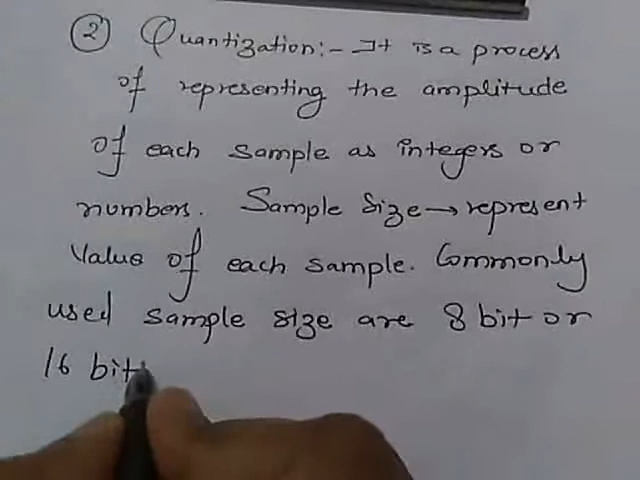 ② Quantization:- It is a process
of representing the amplitude
of each sample as integers or
numbers. Sample Size → represent
Value of each sample. Commonly
used sample size are 8 bit or
16 bit